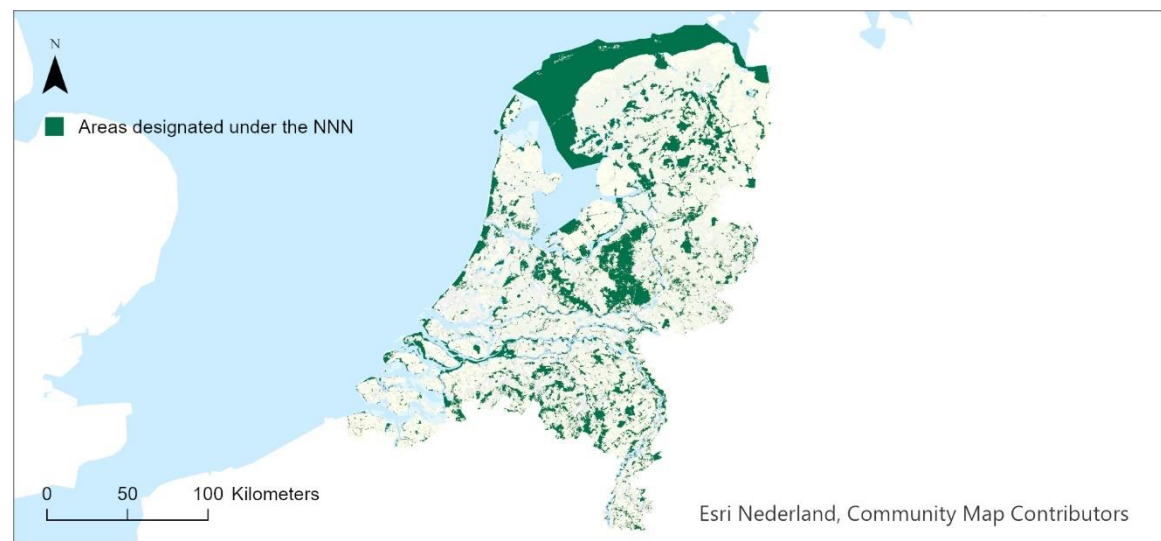 N
Areas designated under the NNN
0 50 100 Kilometers
Esri Nederland, Community Map Contributors